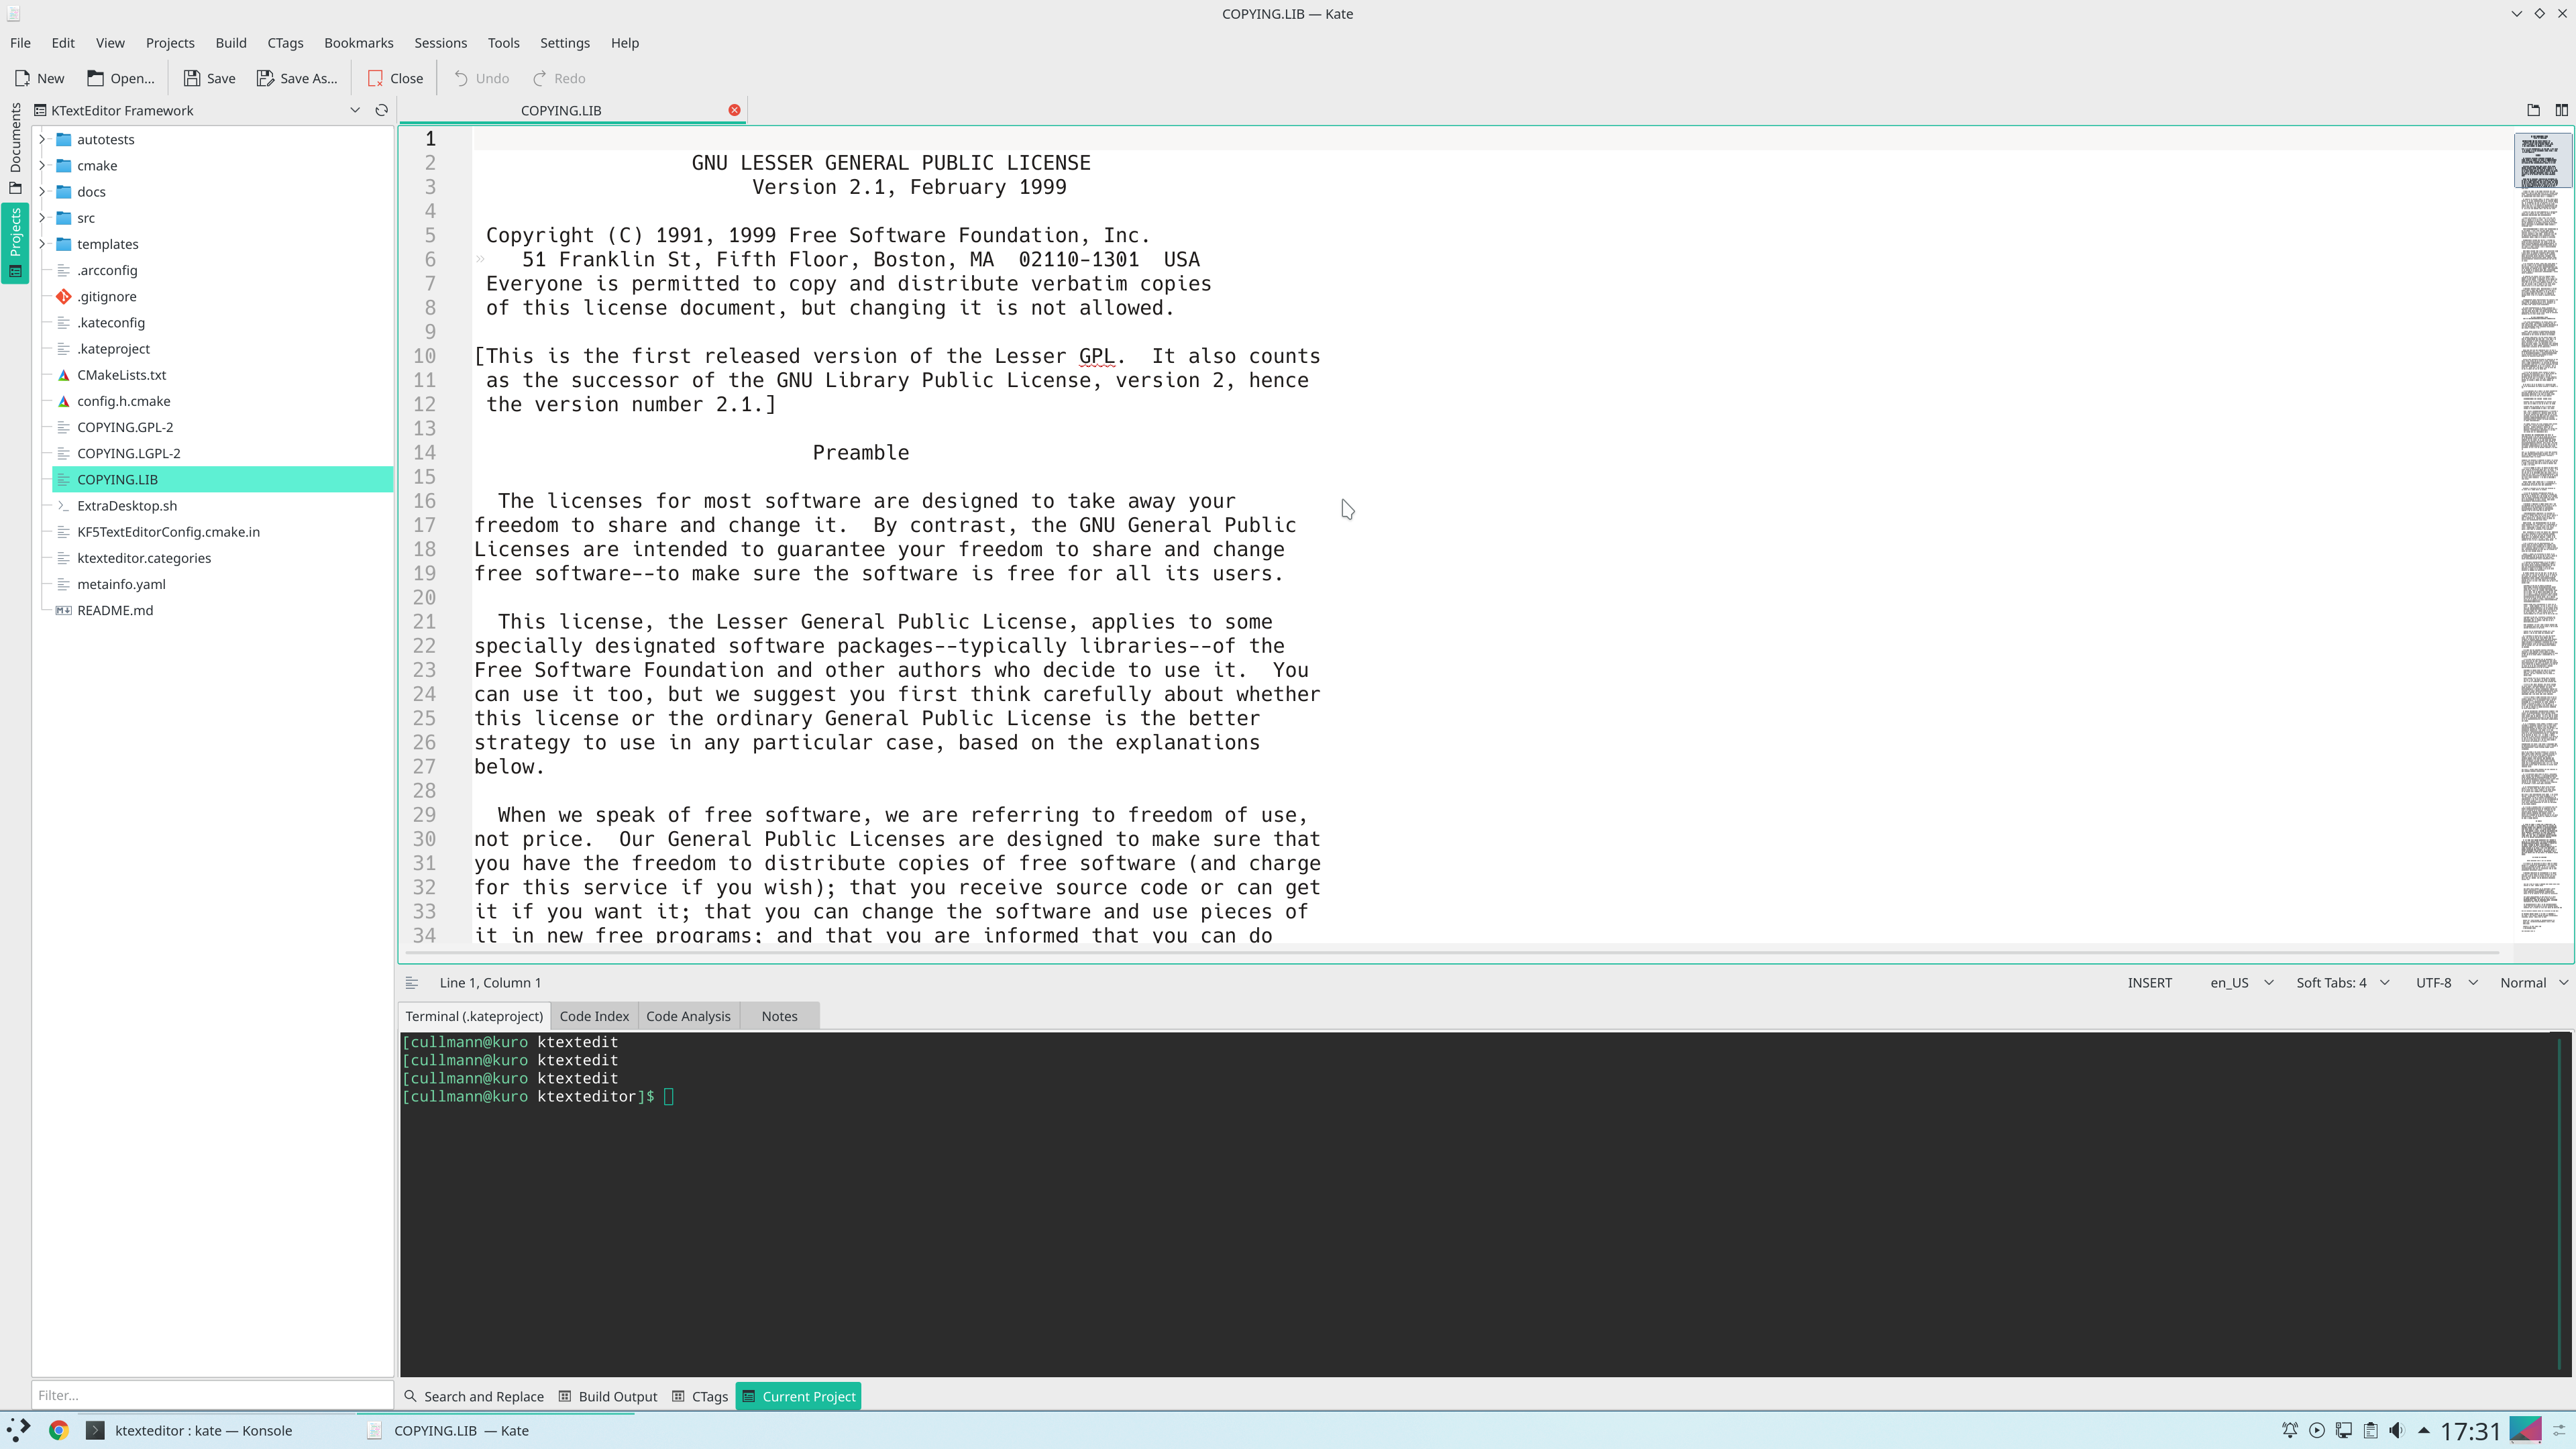 COPYING.LIB — Kate
File Edit View Projects Build CTags Bookmarks Sessions Tools Settings Help
New Open... Save Save As... Close Undo Redo
Documents
Projects
KTextEditor Framework
autotests
cmake
docs
src
templates
.arcconfig
.gitignore
.kateconfig
.kateproject
CMakeLists.txt
config.h.cmake
COPYING.GPL-2
COPYING.LGPL-2
COPYING.LIB
ExtraDesktop.sh
KF5TextEditorConfig.cmake.in
ktexteditor.categories
metainfo.yaml
README.md
Filter...
COPYING.LIB
1
2 GNU LESSER GENERAL PUBLIC LICENSE
3 Version 2.1, February 1999
4
5 Copyright (C) 1991, 1999 Free Software Foundation, Inc.
6 » 51 Franklin St, Fifth Floor, Boston, MA  02110-1301  USA
7 Everyone is permitted to copy and distribute verbatim copies
8 of this license document, but changing it is not allowed.
9
10 [This is the first released version of the Lesser GPL.  It also counts
11 as the successor of the GNU Library Public License, version 2, hence
12 the version number 2.1.]
13
14 Preamble
15
16 The licenses for most software are designed to take away your
17 freedom to share and change it.  By contrast, the GNU General Public
18 Licenses are intended to guarantee your freedom to share and change
19 free software--to make sure the software is free for all its users.
20
21 This license, the Lesser General Public License, applies to some
22 specially designated software packages--typically libraries--of the
23 Free Software Foundation and other authors who decide to use it.  You
24 can use it too, but we suggest you first think carefully about whether
25 this license or the ordinary General Public License is the better
26 strategy to use in any particular case, based on the explanations
27 below.
28
29 When we speak of free software, we are referring to freedom of use,
30 not price.  Our General Public Licenses are designed to make sure that
31 you have the freedom to distribute copies of free software (and charge
32 for this service if you wish); that you receive source code or can get
33 it if you want it; that you can change the software and use pieces of
34 it in new free programs; and that you are informed that you can do
Line 1, Column 1 INSERT en_US Soft Tabs: 4 UTF-8 Normal
Terminal (.kateproject) Code Index Code Analysis Notes
[cullmann@kuro ktextedit
[cullmann@kuro ktextedit
[cullmann@kuro ktextedit
[cullmann@kuro ktexteditor]$
Search and Replace Build Output CTags Current Project
ktexteditor : kate — Konsole COPYING.LIB — Kate 17:31